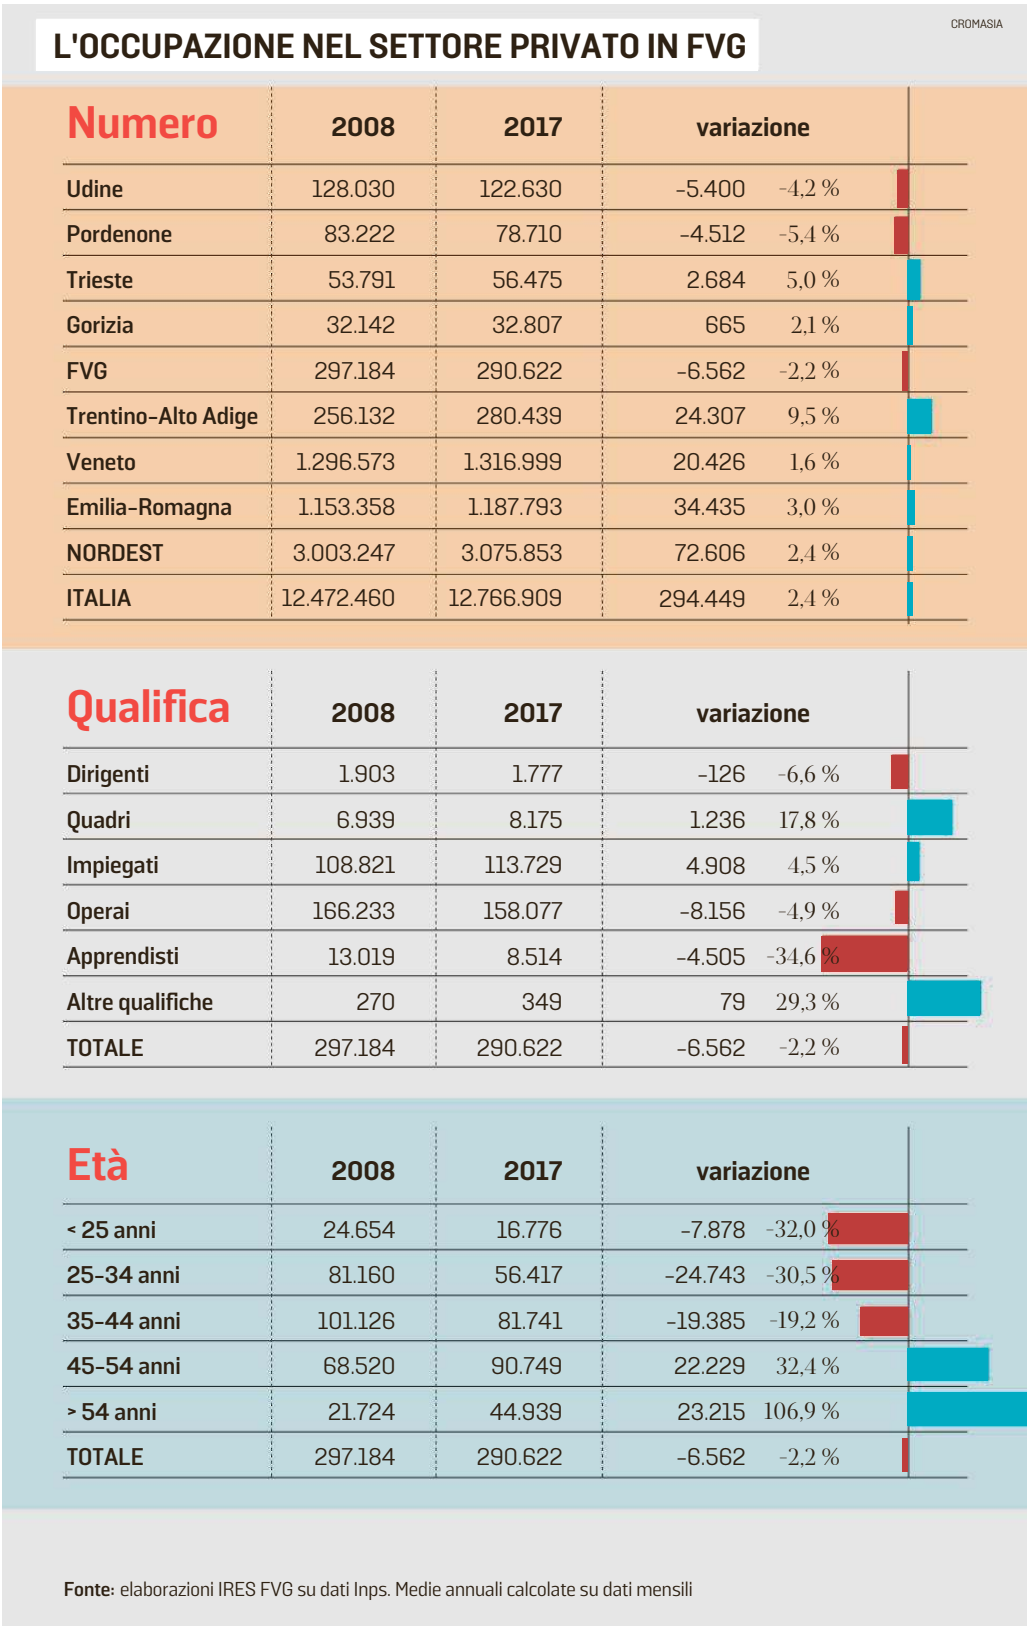 CROMASIA
L'OCCUPAZIONE NEL SETTORE PRIVATO IN FVG
Numero 2008 2017 variazione
Udine 128.030 122.630 -5.400 -4,2 %
Pordenone 83.222 78.710 -4.512 -5,4 %
Trieste 53.791 56.475 2.684 5,0 %
Gorizia 32.142 32.807 665 2,1 %
FVG 297.184 290.622 -6.562 -2,2 %
Trentino-Alto Adige 256.132 280.439 24.307 9,5 %
Veneto 1.296.573 1.316.999 20.426 1,6 %
Emilia-Romagna 1.153.358 1.187.793 34.435 3,0 %
NORDEST 3.003.247 3.075.853 72.606 2,4 %
ITALIA 12.472.460 12.766.909 294.449 2,4 %
Qualifica 2008 2017 variazione
Dirigenti 1.903 1.777 -126 -6,6 %
Quadri 6.939 8.175 1.236 17,8 %
Impiegati 108.821 113.729 4.908 4,5 %
Operai 166.233 158.077 -8.156 -4,9 %
Apprendisti 13.019 8.514 -4.505 -34,6 %
Altre qualifiche 270 349 79 29,3 %
TOTALE 297.184 290.622 -6.562 -2,2 %
Età 2008 2017 variazione
< 25 anni 24.654 16.776 -7.878 -32,0 %
25-34 anni 81.160 56.417 -24.743 -30,5 %
35-44 anni 101.126 81.741 -19.385 -19,2 %
45-54 anni 68.520 90.749 22.229 32,4 %
> 54 anni 21.724 44.939 23.215 106,9 %
TOTALE 297.184 290.622 -6.562 -2,2 %
Fonte: elaborazioni IRES FVG su dati Inps. Medie annuali calcolate su dati mensili